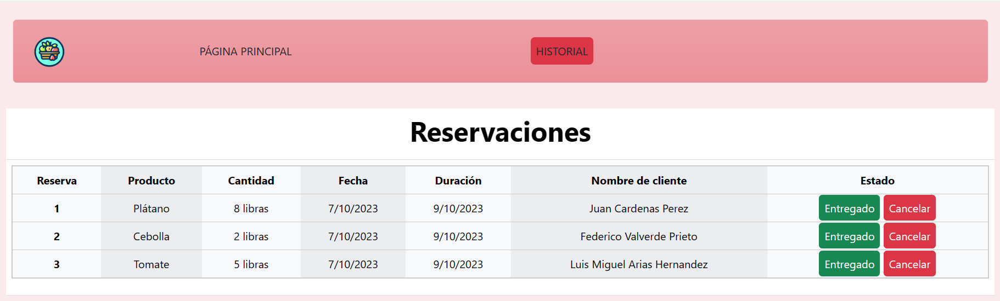 PÁGINA PRINCIPAL HISTORIAL
Reservaciones
Reserva Producto Cantidad Fecha Duración Nombre de cliente Estado
1 Plátano 8 libras 7/10/2023 9/10/2023 Juan Cardenas Perez Entregado Cancelar
2 Cebolla 2 libras 7/10/2023 9/10/2023 Federico Valverde Prieto Entregado Cancelar
3 Tomate 5 libras 7/10/2023 9/10/2023 Luis Miguel Arias Hernandez Entregado Cancelar